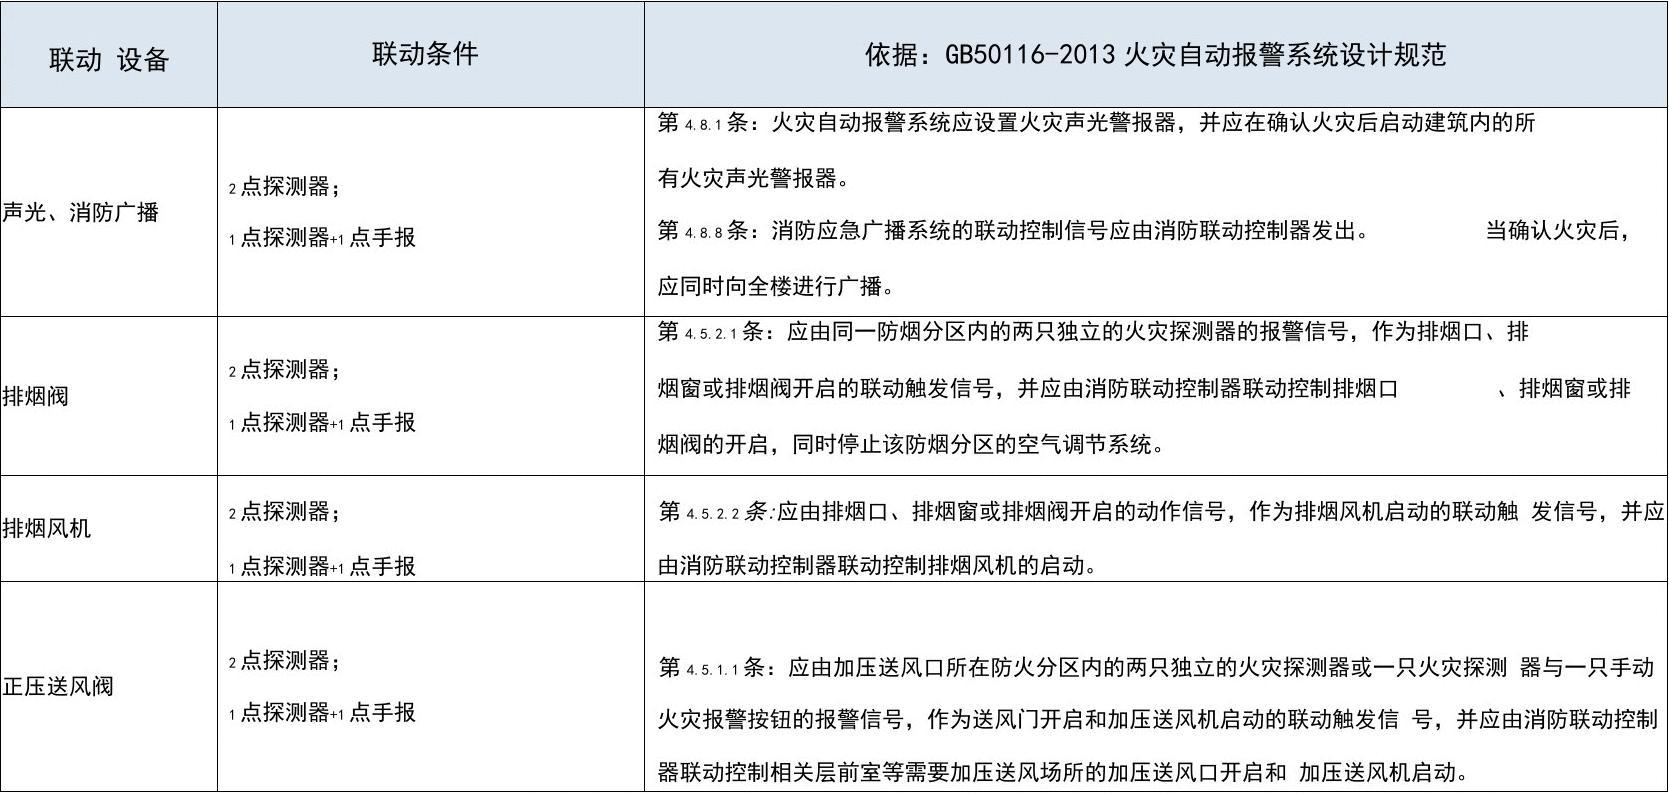 联动 设备
联动条件
依据：GB50116-2013 火灾自动报警系统设计规范
声光、消防广播
2 点探测器；
1 点探测器+1 点手报
第 4.8.1 条：火灾自动报警系统应设置火灾声光警报器，并应在确认火灾后启动建筑内的所
有火灾声光警报器。
第 4.8.8 条：消防应急广播系统的联动控制信号应由消防联动控制器发出。 当确认火灾后，
应同时向全楼进行广播。
排烟阀
2 点探测器；
1 点探测器+1 点手报
第 4.5.2.1 条：应由同一防烟分区内的两只独立的火灾探测器的报警信号，作为排烟口、排
烟窗或排烟阀开启的联动触发信号，并应由消防联动控制器联动控制排烟口 、排烟窗或排
烟阀的开启，同时停止该防烟分区的空气调节系统。
排烟风机
2 点探测器；
1 点探测器+1 点手报
第 4.5.2.2 条:应由排烟口、排烟窗或排烟阀开启的动作信号，作为排烟风机启动的联动触 发信号，并应
由消防联动控制器联动控制排烟风机的启动。
正压送风阀
2 点探测器；
1 点探测器+1 点手报
第 4.5.1.1 条：应由加压送风口所在防火分区内的两只独立的火灾探测器或一只火灾探测 器与一只手动
火灾报警按钮的报警信号，作为送风门开启和加压送风机启动的联动触发信 号，并应由消防联动控制
器联动控制相关层前室等需要加压送风场所的加压送风口开启和 加压送风机启动。